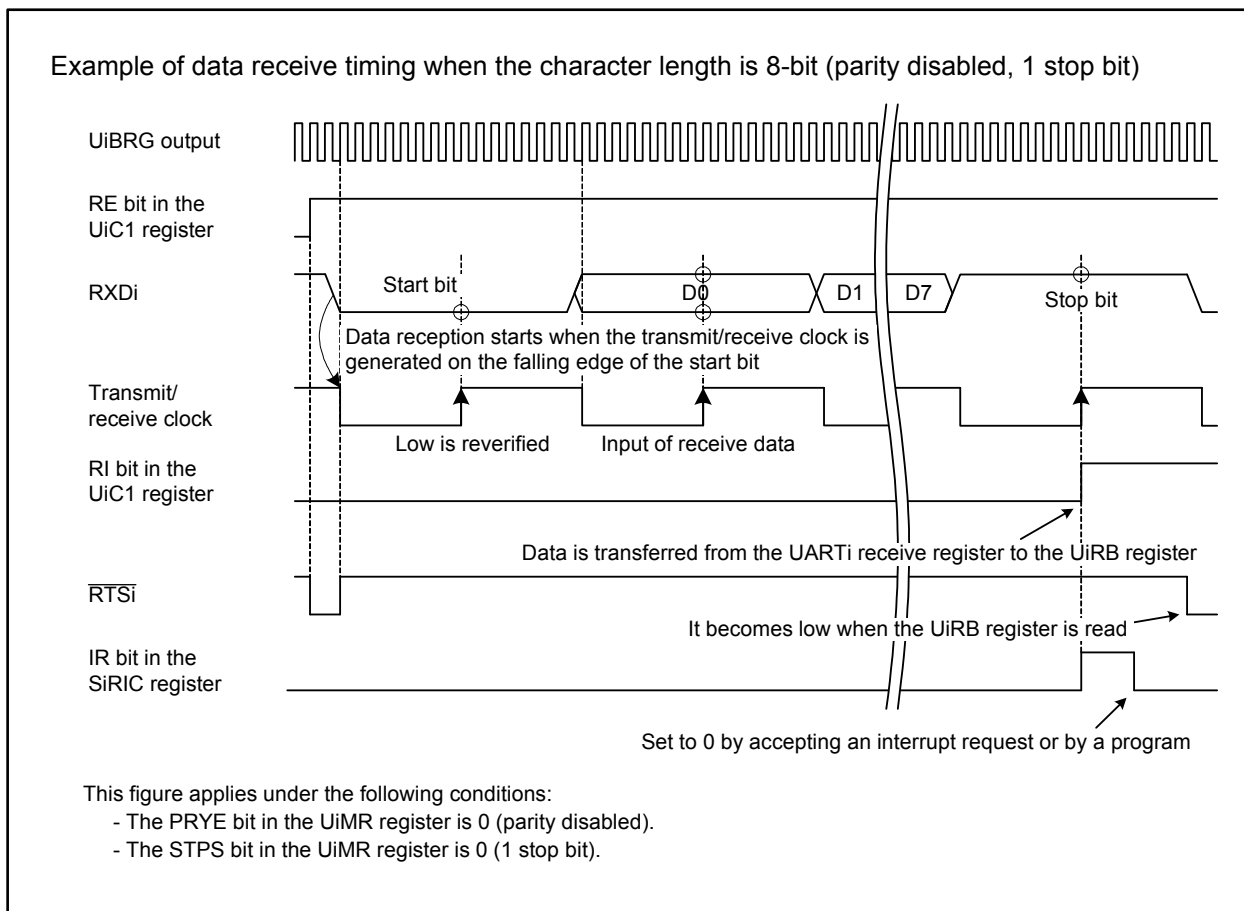 Example of data receive timing when the character length is 8-bit (parity disabled, 1 stop bit)
UiBRG output
RE bit in the
UiC1 register
RXDi
Start bit
D0
D1
D7
Stop bit
Data reception starts when the transmit/receive clock is
generated on the falling edge of the start bit
Transmit/
receive clock
Low is reverified
Input of receive data
RI bit in the
UiC1 register
Data is transferred from the UARTi receive register to the UiRB register
RTSi
It becomes low when the UiRB register is read
IR bit in the
SiRIC register
Set to 0 by accepting an interrupt request or by a program
This figure applies under the following conditions:
- The PRYE bit in the UiMR register is 0 (parity disabled).
- The STPS bit in the UiMR register is 0 (1 stop bit).